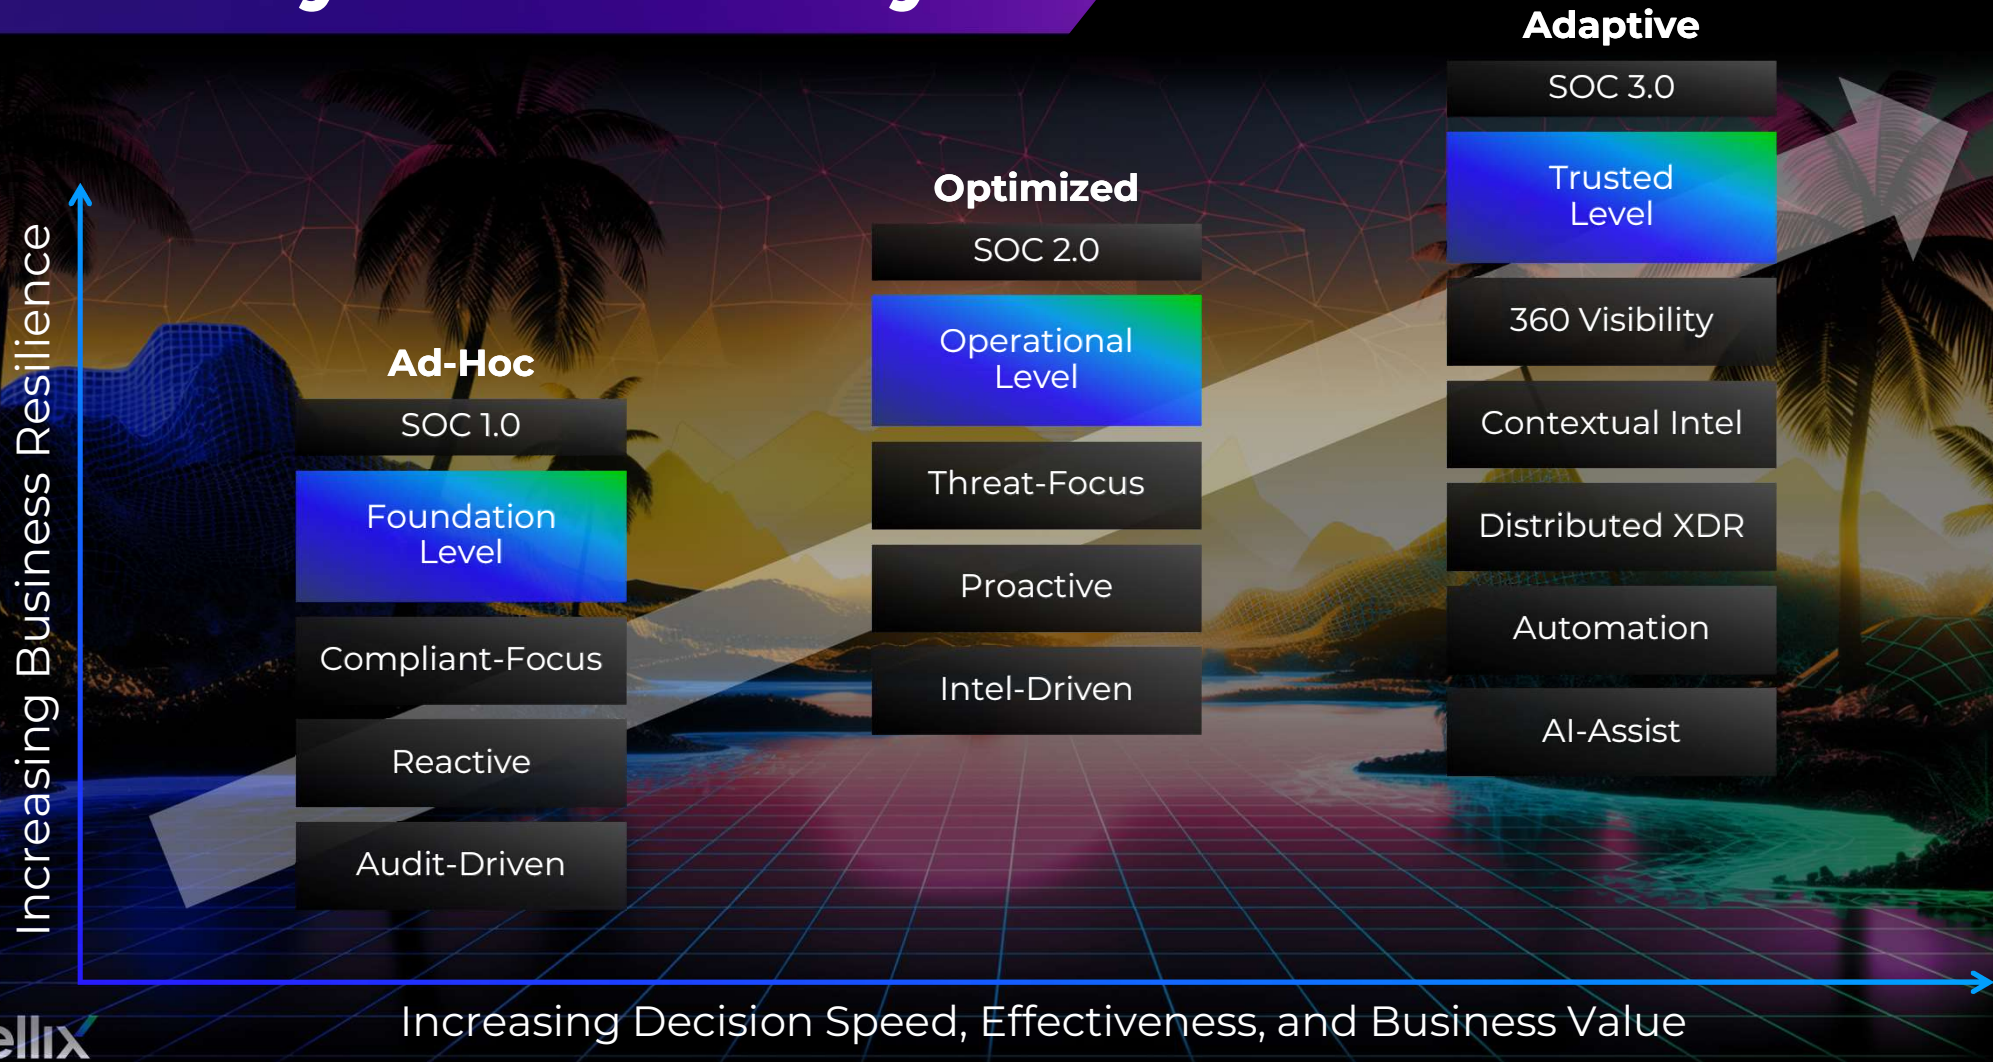 Adaptive
SOC 3.0
Trusted
Level
360 Visibility
Contextual Intel
Distributed XDR
Automation
AI-Assist
Optimized
SOC 2.0
Operational
Level
Threat-Focus
Proactive
Intel-Driven
Ad-Hoc
SOC 1.0
Foundation
Level
Compliant-Focus
Reactive
Audit-Driven
Increasing Business Resilience
Increasing Decision Speed, Effectiveness, and Business Value
ellix